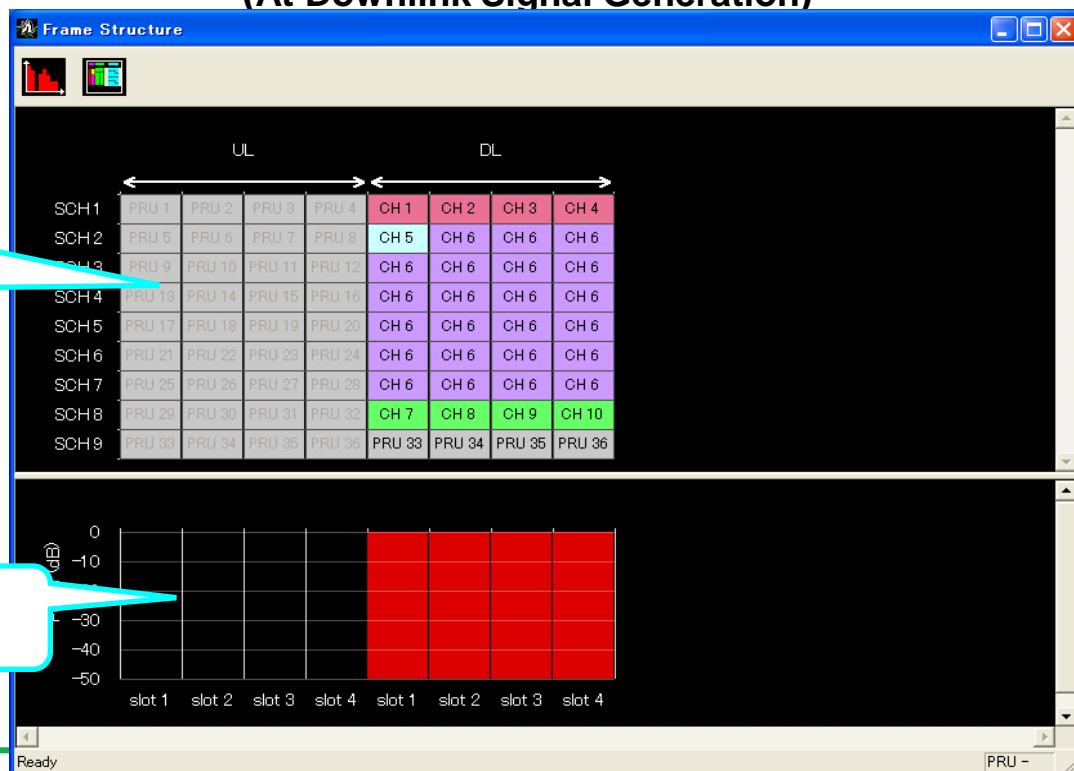 (At Downlink Signal Generation)
Frame Structure
UL DL
SCH1 PRU 1 PRU 2 PRU 3 PRU 4 CH 1 CH 2 CH 3 CH 4
SCH2 PRU 5 PRU 6 PRU 7 PRU 8 CH 5 CH 6 CH 6 CH 6
SCH3 PRU 9 PRU 10 PRU 11 PRU 12 CH 6 CH 6 CH 6 CH 6
SCH4 PRU 13 PRU 14 PRU 15 PRU 16 CH 6 CH 6 CH 6 CH 6
SCH5 PRU 17 PRU 18 PRU 19 PRU 20 CH 6 CH 6 CH 6 CH 6
SCH6 PRU 21 PRU 22 PRU 23 PRU 24 CH 6 CH 6 CH 6 CH 6
SCH7 PRU 25 PRU 26 PRU 27 PRU 28 CH 6 CH 6 CH 6 CH 6
SCH8 PRU 29 PRU 30 PRU 31 PRU 32 CH 7 CH 8 CH 9 CH 10
SCH9 PRU 33 PRU 34 PRU 35 PRU 36 PRU 33 PRU 34 PRU 35 PRU 36
(dB)
0
-10
-30
-40
-50
slot 1 slot 2 slot 3 slot 4 slot 1 slot 2 slot 3 slot 4
Ready PRU -